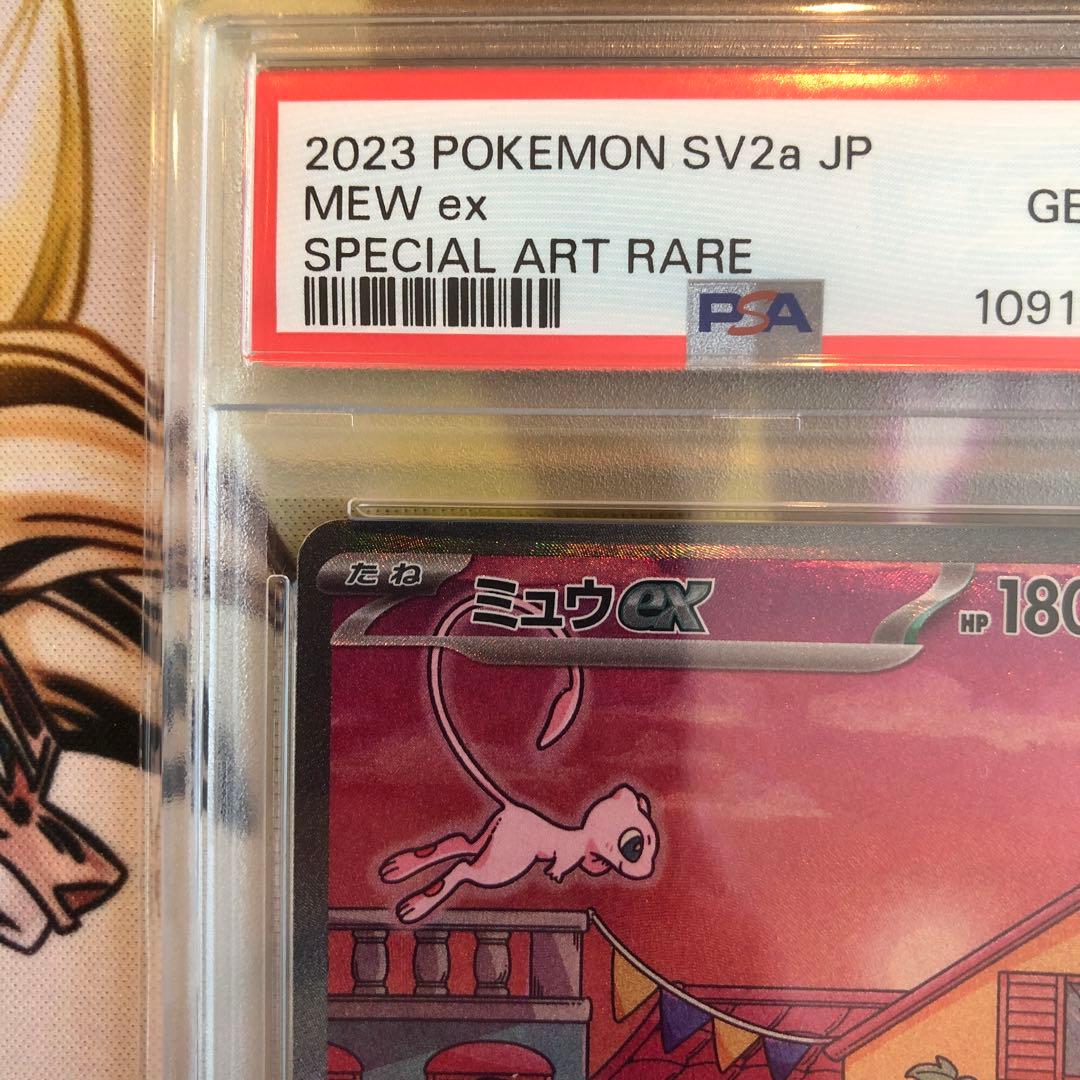 2023 POKEMON SV2a JP
MEW ex
SPECIAL ART RARE
PSA
1091
たね ミュウex HP 180